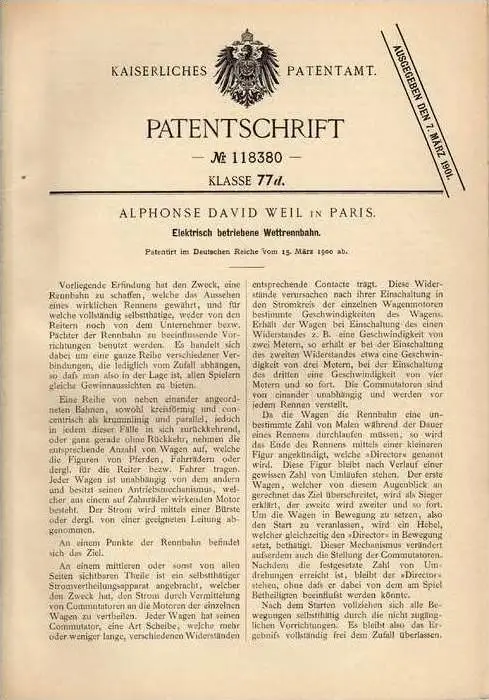 KAISERLICHES PATENTAMT.
AUSGEGEBEN DEN 7. MÄRZ 1901.
PATENTSCHRIFT
— № 118380 —
KLASSE 77d.
ALPHONSE DAVID WEIL IN PARIS.
Elektrisch betriebene Wettrennbahn.
Patentirt im Deutschen Reiche vom 15. März 1900 ab.
Vorliegende Erfindung hat den Zweck, eine
Rennbahn zu schaffen, welche das Aussehen
eines wirklichen Rennens gewährt, und für
welche vollständig selbstthätige, weder von den
Reitern noch von dem Unternehmer bezw.
Pächter der Rennbahn zu beeinflussende Vor-
richtungen benutzt werden. Es handelt sich
dabei um eine ganze Reihe verschiedener Ver-
bindungen, die lediglich vom Zufall abhängen,
so daß man also in der Lage ist, allen Spielern
gleiche Gewinnaussichten zu bieten.
Eine Reihe von neben einander angeord-
neten Bahnen, sowohl kreisförmig und con-
centrisch als krummlinig und parallel, jedoch
in jedem dieser Fälle in sich zurückkehrend,
oder ganz gerade ohne Rückkehr, nehmen die
entsprechende Anzahl von Wagen auf, welche
die Figuren von Pferden, Fahrrädern oder
dergl. für die Reiter bezw. Fahrer tragen.
Jeder Wagen ist unabhängig von dem andern
und besitzt seinen Antriebsmechanismus, wel-
cher aus einem auf Zahnräder wirkenden Motor
besteht. Der Strom wird mittels einer Bürste
oder dergl. von einer geeigneten Leitung ab-
genommen.
An einem Punkte der Rennbahn befindet
sich das Ziel.
An einem mittleren oder sonst von allen
Seiten sichtbaren Theile ist ein selbstthätiger
Stromvertheilungsapparat angebracht, welcher
den Zweck hat, den Strom durch Vermittelung
von Commutatoren an die Motoren der einzelnen
Wagen zu vertheilen. Jeder Wagen hat seinen
Commutator, eine Art Scheibe, welche mehr
oder weniger lange, verschiedenen Widerständen
entsprechende Contacte trägt. Diese Wider-
stände verursachen nach ihrer Einschaltung in
den Stromkreis der einzelnen Wagenmotoren
bestimmte Geschwindigkeiten des Wagens.
Erhält der Wagen bei Einschaltung des einen
Widerstandes z. B. eine Geschwindigkeit von
zwei Metern, so erhält er bei der Einschaltung
des zweiten Widerstandes etwa eine Geschwin-
digkeit von drei Metern, bei der Einschaltung
des dritten eine Geschwindigkeit von vier
Metern und so fort. Die Commutatoren sind
von einander unabhängig und werden vor
jedem Rennen verstellt.
Da die Wagen die Rennbahn eine un-
bestimmte Zahl von Malen während der Dauer
eines Rennens durchlaufen müssen, so wird
das Ende des Rennens mittels einer kleineren
Figur angekündigt, welche »Director« genannt
wird. Diese Figur bleibt nach Verlauf einer
gewissen Zahl von Umläufen stehen. Der erste
Wagen, welcher von diesem Augenblick an
gerechnet das Ziel überschreitet, wird als Sieger
erklärt, der zweite wird zweiter und so fort.
Um die Wagen in Bewegung zu setzen, also
den Start zu veranlassen, wird ein Hebel,
welcher gleichzeitig den »Director« in Bewegung
setzt, bethätigt. Dieser Mechanismus verändert
außerdem auch die Stellung der Commutatoren.
Nachdem die festgesetzte Zahl von Um-
drehungen erreicht ist, bleibt der »Director«
stehen, ohne daß er dabei von dem am Spiel
Betheiligten beeinflußt werden könnte.
Nach dem Starten vollziehen sich alle Be-
wegungen selbstthätig durch die nicht zugäng-
lichen Vorrichtungen. Es bleibt also das Er-
gebniß vollständig frei dem Zufall überlassen.